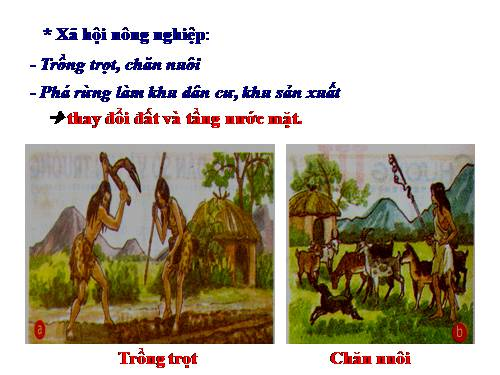 * Xã hội nông nghiệp:
- Trồng trọt, chăn nuôi
- Phá rừng làm khu dân cư, khu sản xuất
➔ thay đổi đất và tầng nước mặt.
a
b
Trồng trọt
Chăn nuôi